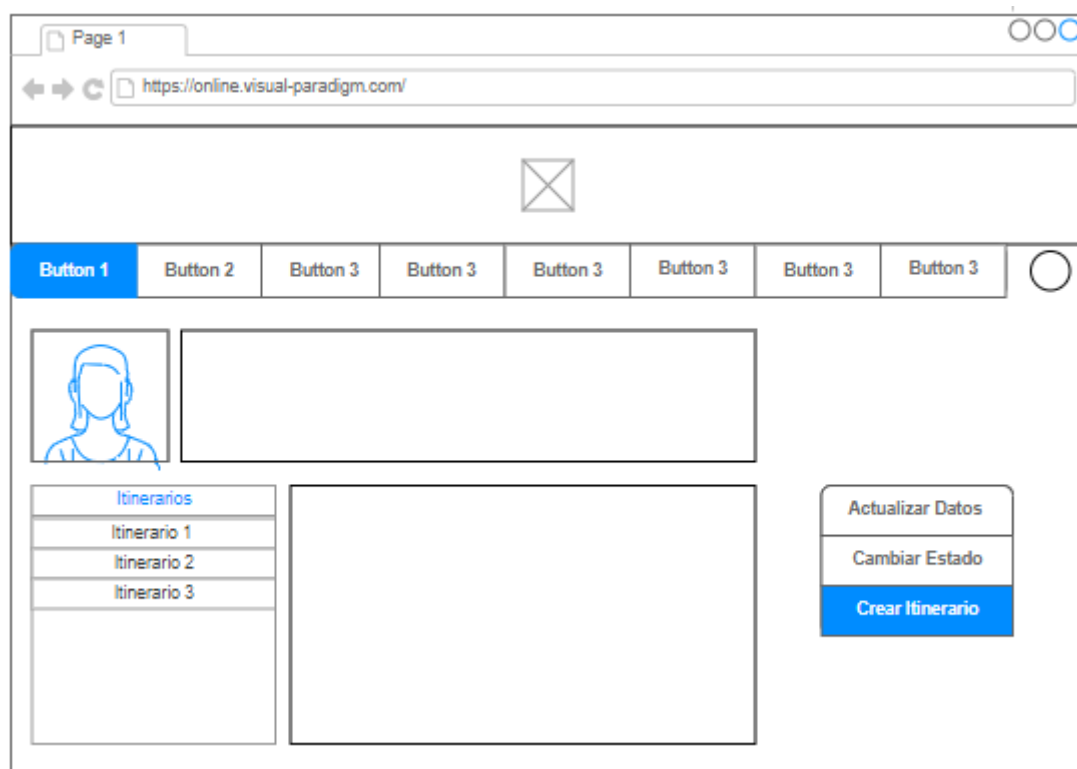 Page 1
https://online.visual-paradigm.com/
Button 1
Button 2
Button 3
Button 3
Button 3
Button 3
Button 3
Button 3
Itinerarios
Itinerario 1
Itinerario 2
Itinerario 3
Actualizar Datos
Cambiar Estado
Crear Itinerario